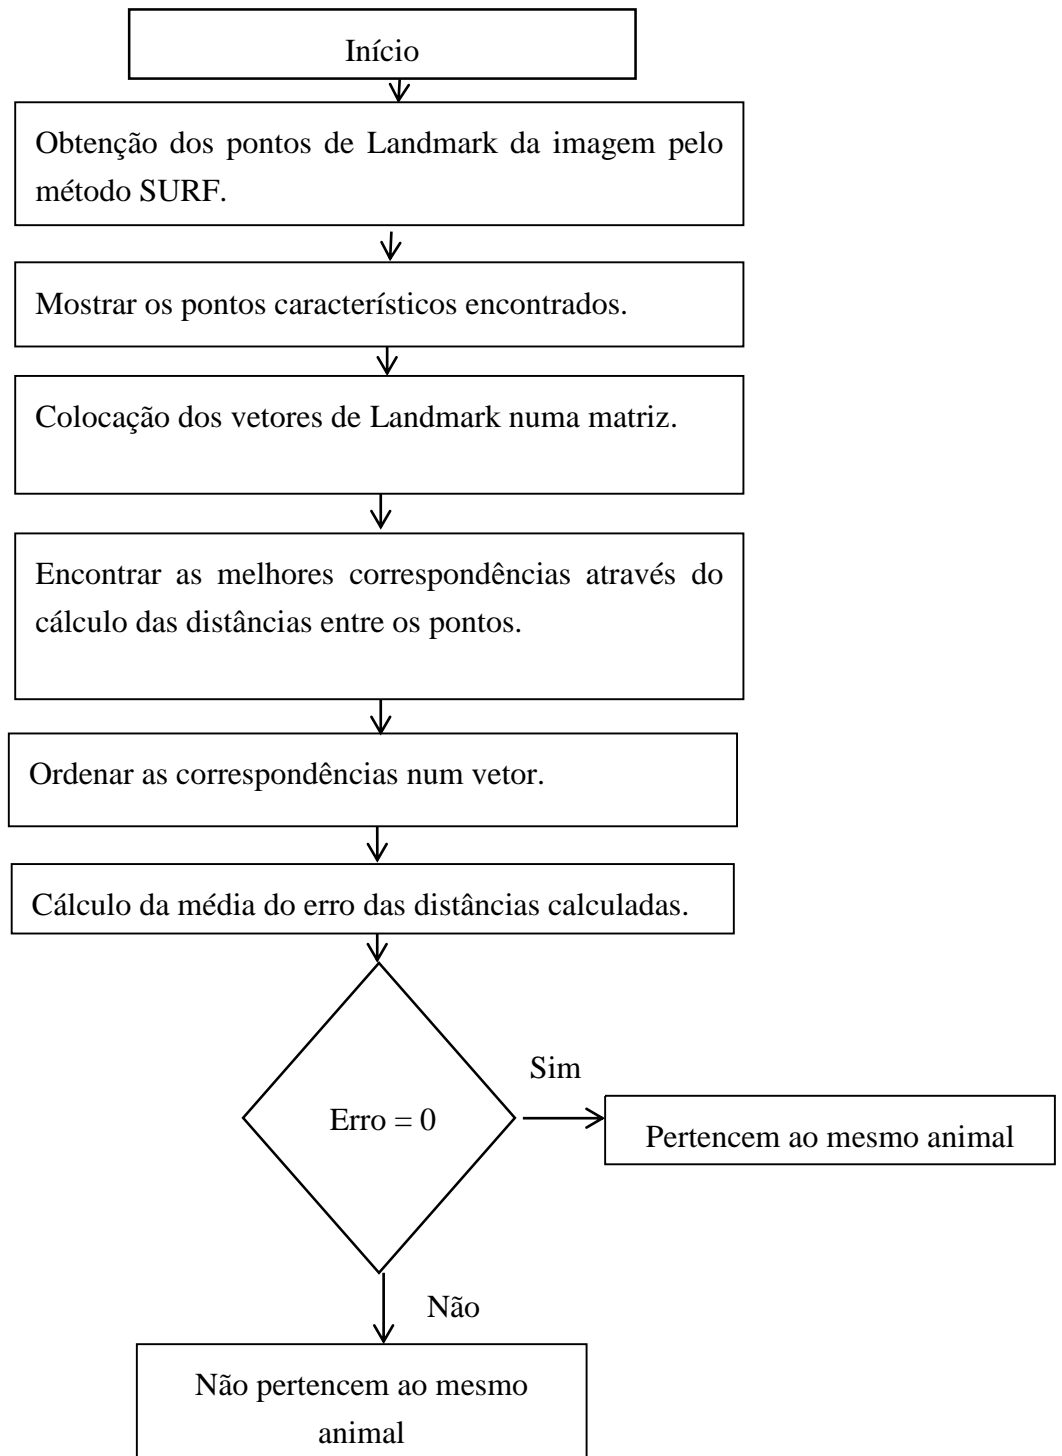 Início
Obtenção dos pontos de Landmark da imagem pelo
método SURF.
Mostrar os pontos característicos encontrados.
Colocação dos vetores de Landmark numa matriz.
Encontrar as melhores correspondências através do
cálculo das distâncias entre os pontos.
Ordenar as correspondências num vetor.
Cálculo da média do erro das distâncias calculadas.
Sim
Erro = 0
Pertencem ao mesmo animal
Não
Não pertencem ao mesmo
animal